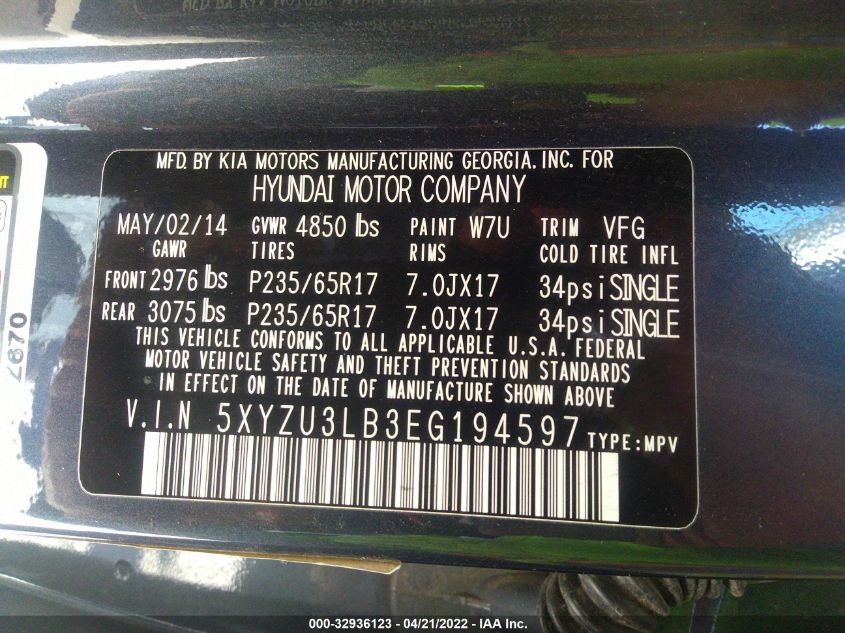 MFD. BY KIA MOTORS MANUFACTURING GEORGIA, INC. FOR
HYUNDAI MOTOR COMPANY
MAY/02/14 GVWR 4850 lbs PAINT W7U TRIM VFG
GAWR TIRES RIMS COLD TIRE INFL
FRONT 2976 lbs P235/65R17 7.0JX17 34psi SINGLE
REAR 3075 lbs P235/65R17 7.0JX17 34psi SINGLE
THIS VEHICLE CONFORMS TO ALL APPLICABLE U.S.A. FEDERAL
MOTOR VEHICLE SAFETY AND THEFT PREVENTION STANDARDS
IN EFFECT ON THE DATE OF MANUFACTURE SHOWN ABOVE
V.I.N 5XYZU3LB3EG194597 TYPE:MPV
000-32936123 - 04/21/2022 - IAA Inc.